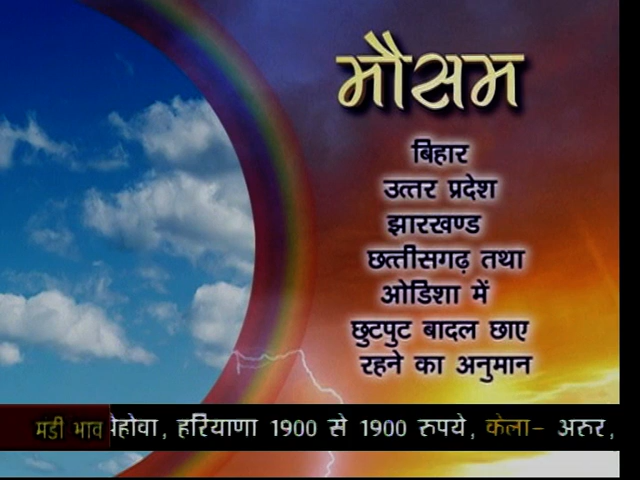 मौसम
बिहार
उत्तर प्रदेश
झारखण्ड
छत्तीसगढ़ तथा
ओडिशा में
छुटपुट बादल छाए
रहने का अनुमान
मंडी भाव हरियाणा 1900 से 1900 रुपये, केला- अरुर,